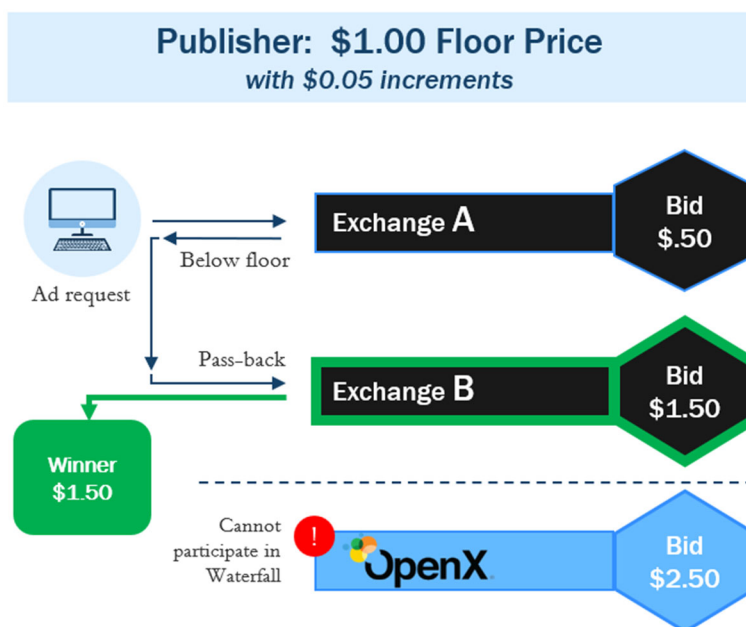 Publisher: $1.00 Floor Price
with $0.05 increments
Exchange A
Bid
$.50
Below floor
Ad request
Pass-back
Exchange B
Bid
$1.50
Winner
$1.50
Cannot
participate in
Waterfall
!
OpenX
Bid
$2.50